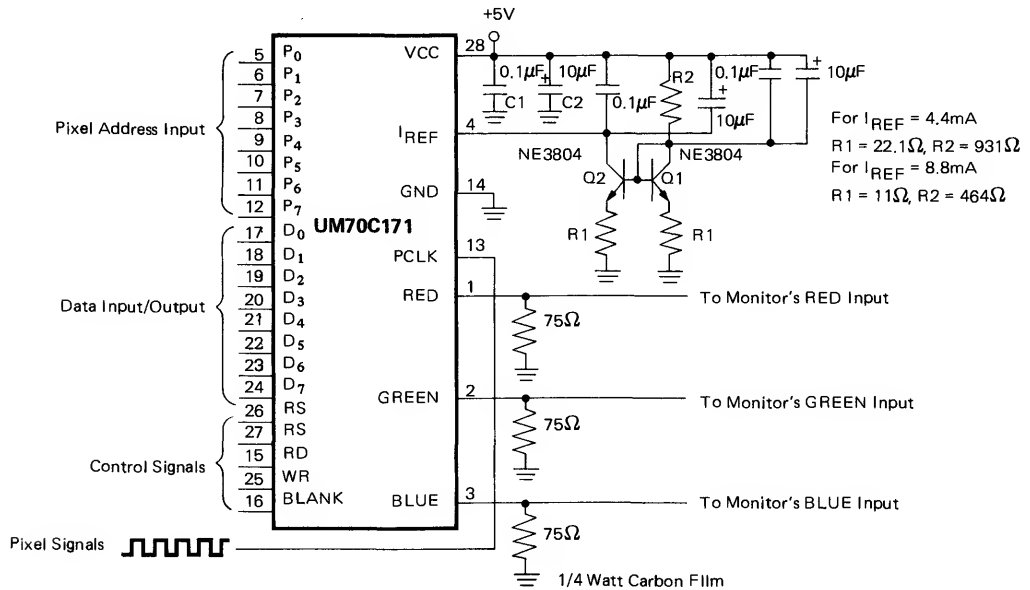 +5V
5 P0
6 P1
7 P2
8 P3
9 P4
10 P5
11 P6
12 P7
Pixel Address Input
17 D0
18 D1
19 D2
20 D3
21 D4
22 D5
23 D6
24 D7
Data Input/Output
26 RS
27 RS
15 RD
25 WR
16 BLANK
Control Signals
Pixel Signals
UM70C171
VCC 28
IREF 4
GND 14
PCLK 13
RED 1
GREEN 2
BLUE 3
0.1μF
C1
10μF
+
C2
0.1μF
R2
+
10μF
0.1μF
+
10μF
NE3804
NE3804
Q2
Q1
R1
R1
For IREF = 4.4mA
R1 = 22.1Ω, R2 = 931Ω
For IREF = 8.8mA
R1 = 11Ω, R2 = 464Ω
To Monitor's RED Input
75Ω
To Monitor's GREEN Input
75Ω
To Monitor's BLUE Input
75Ω
1/4 Watt Carbon FIlm